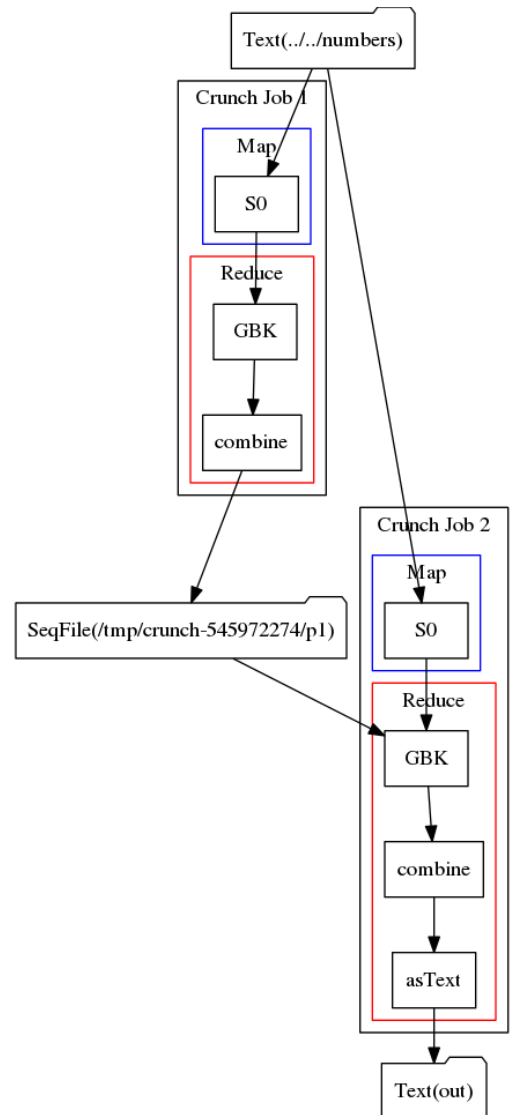 Text(../../numbers)
Crunch Job 1
Map
S0
Reduce
GBK
combine
SeqFile(/tmp/crunch-545972274/p1)
Crunch Job 2
Map
S0
Reduce
GBK
combine
asText
Text(out)